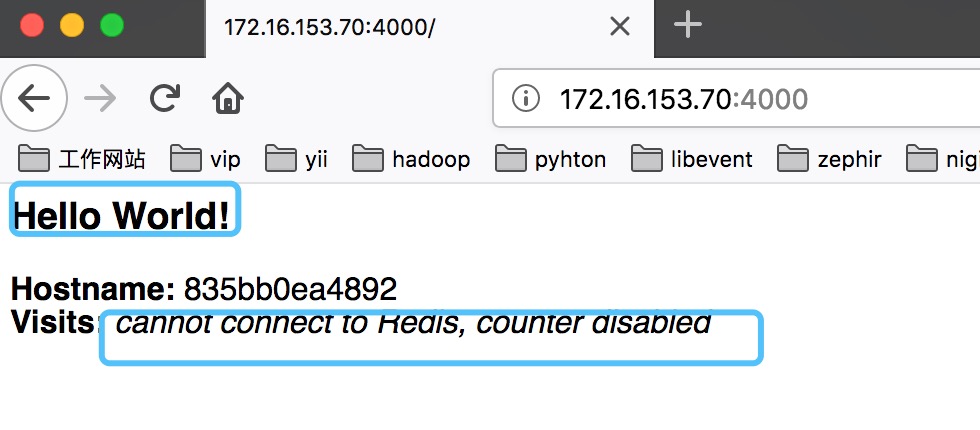 172.16.153.70:4000/
172.16.153.70:4000
工作网站 vip yii hadoop pyhton libevent zephir
Hello World!
Hostname: 835bb0ea4892
Visits: cannot connect to Redis, counter disabled